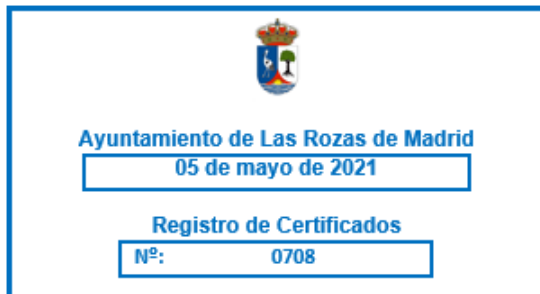 Ayuntamiento de Las Rozas de Madrid
05 de mayo de 2021
Registro de Certificados
Nº: 0708